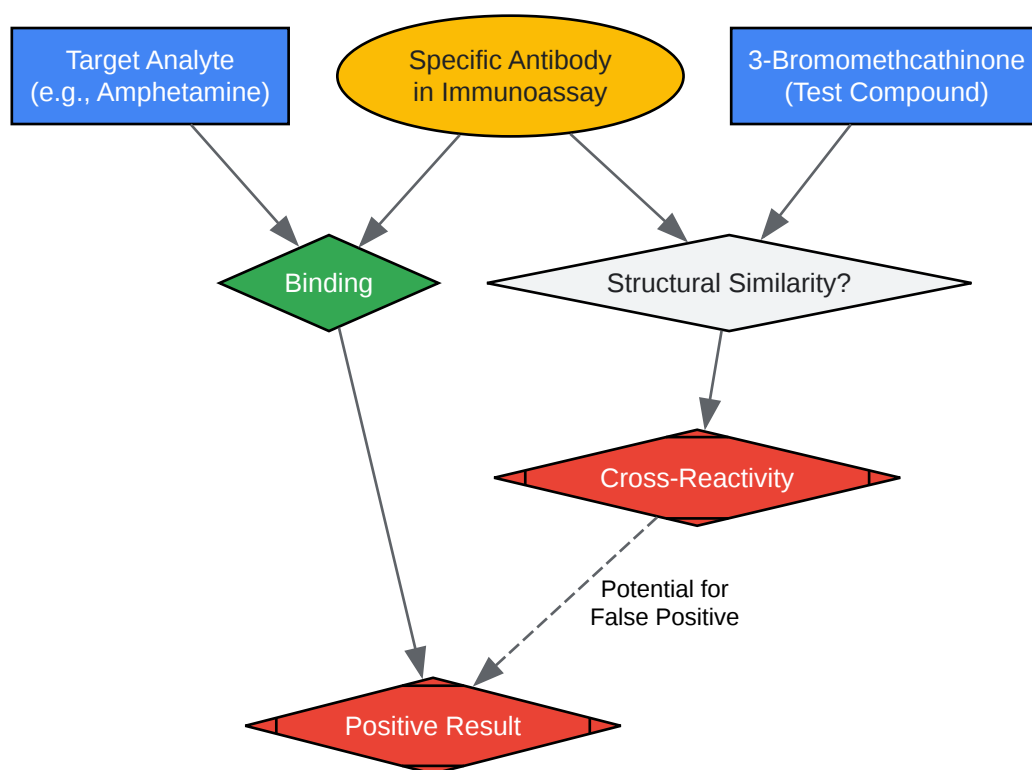 Target Analyte
(e.g., Amphetamine)
Specific Antibody
in Immunoassay
3-Bromomethcathinone
(Test Compound)
Binding
Structural Similarity?
Cross-Reactivity
Potential for
False Positive
Positive Result